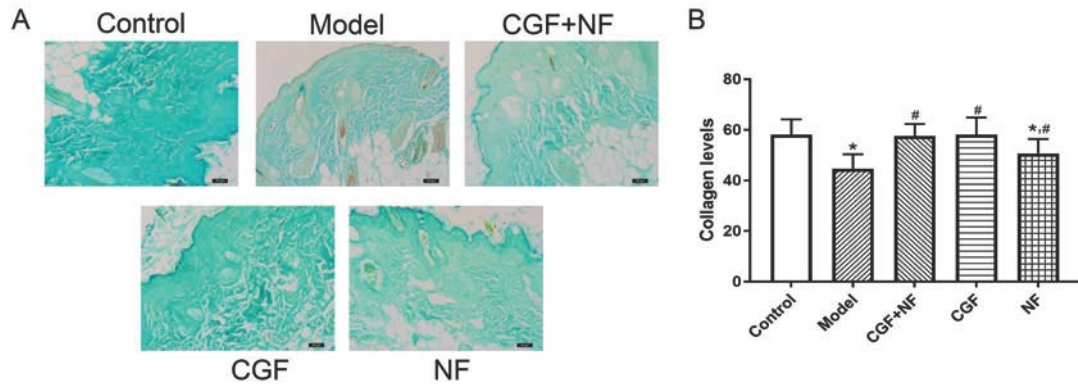 A
Control
Model
CGF+NF
CGF
NF
B
Collagen levels
80
60
40
20
0
*
#
#
*,#
Control
Model
CGF+NF
CGF
NF